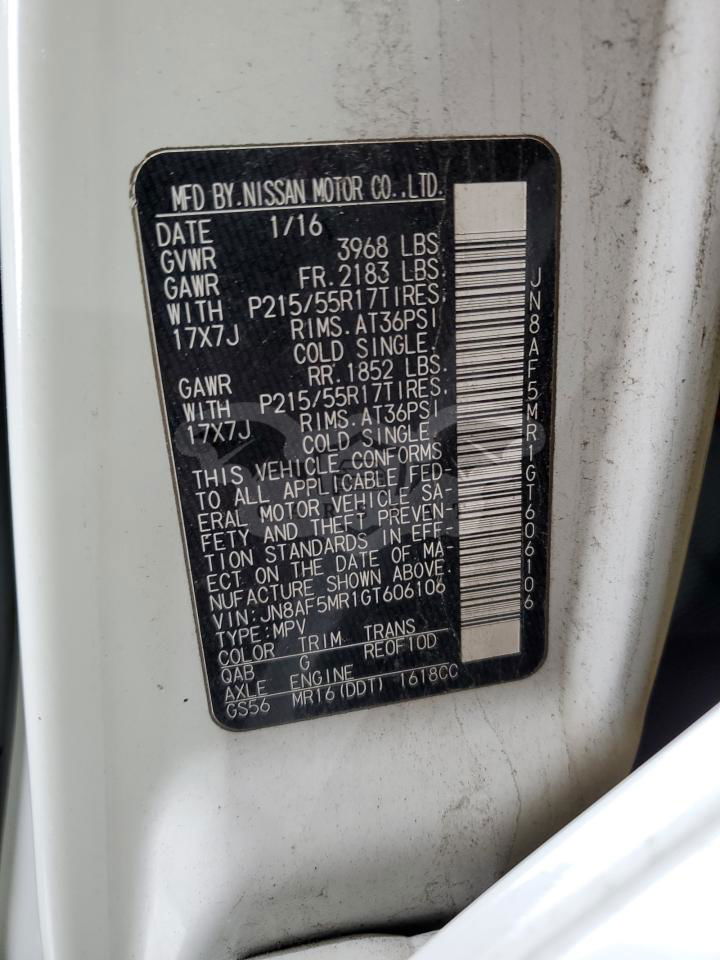 MFD BY.NISSAN MOTOR CO.,LTD.
DATE 1/16
GVWR 3968 LBS
GAWR FR.2183 LBS.
WITH P215/55R17TIRES.
17X7J RIMS.AT36PSI
COLD SINGLE.
GAWR RR.1852 LBS.
WITH P215/55R17TIRES.
17X7J RIMS.AT36PSI
COLD SINGLE.
THIS VEHICLE CONFORMS
TO ALL APPLICABLE FED-
ERAL MOTOR VEHICLE SA-
FETY AND THEFT PREVEN-
TION STANDARDS IN EFF-
ECT ON THE DATE OF MA-
NUFACTURE SHOWN ABOVE.
VIN:JN8AF5MR1GT606106
TYPE:MPV
COLOR TRIM TRANS
QAB G RE0F10D
AXLE ENGINE
GS56 MR16(DDT) 1618CC
JN8AF5MR1GT606106